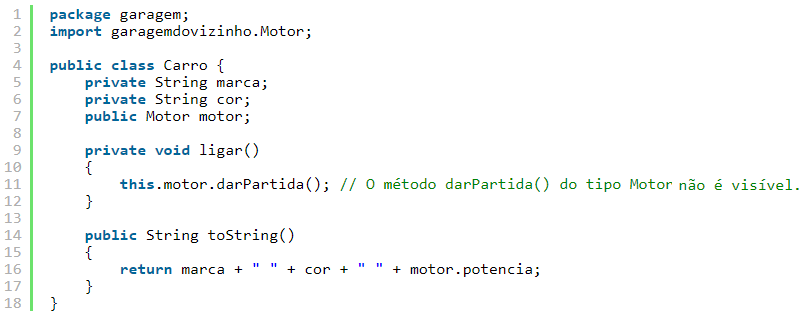 1 package garagem;
2 import garagemdovizinho.Motor;
3
4 public class Carro {
5     private String marca;
6     private String cor;
7     public Motor motor;
8
9     private void ligar()
10     {
11         this.motor.darPartida(); // O método darPartida() do tipo Motor não é visível.
12     }
13
14     public String toString()
15     {
16         return marca + " " + cor + " " + motor.potencia;
17     }
18 }